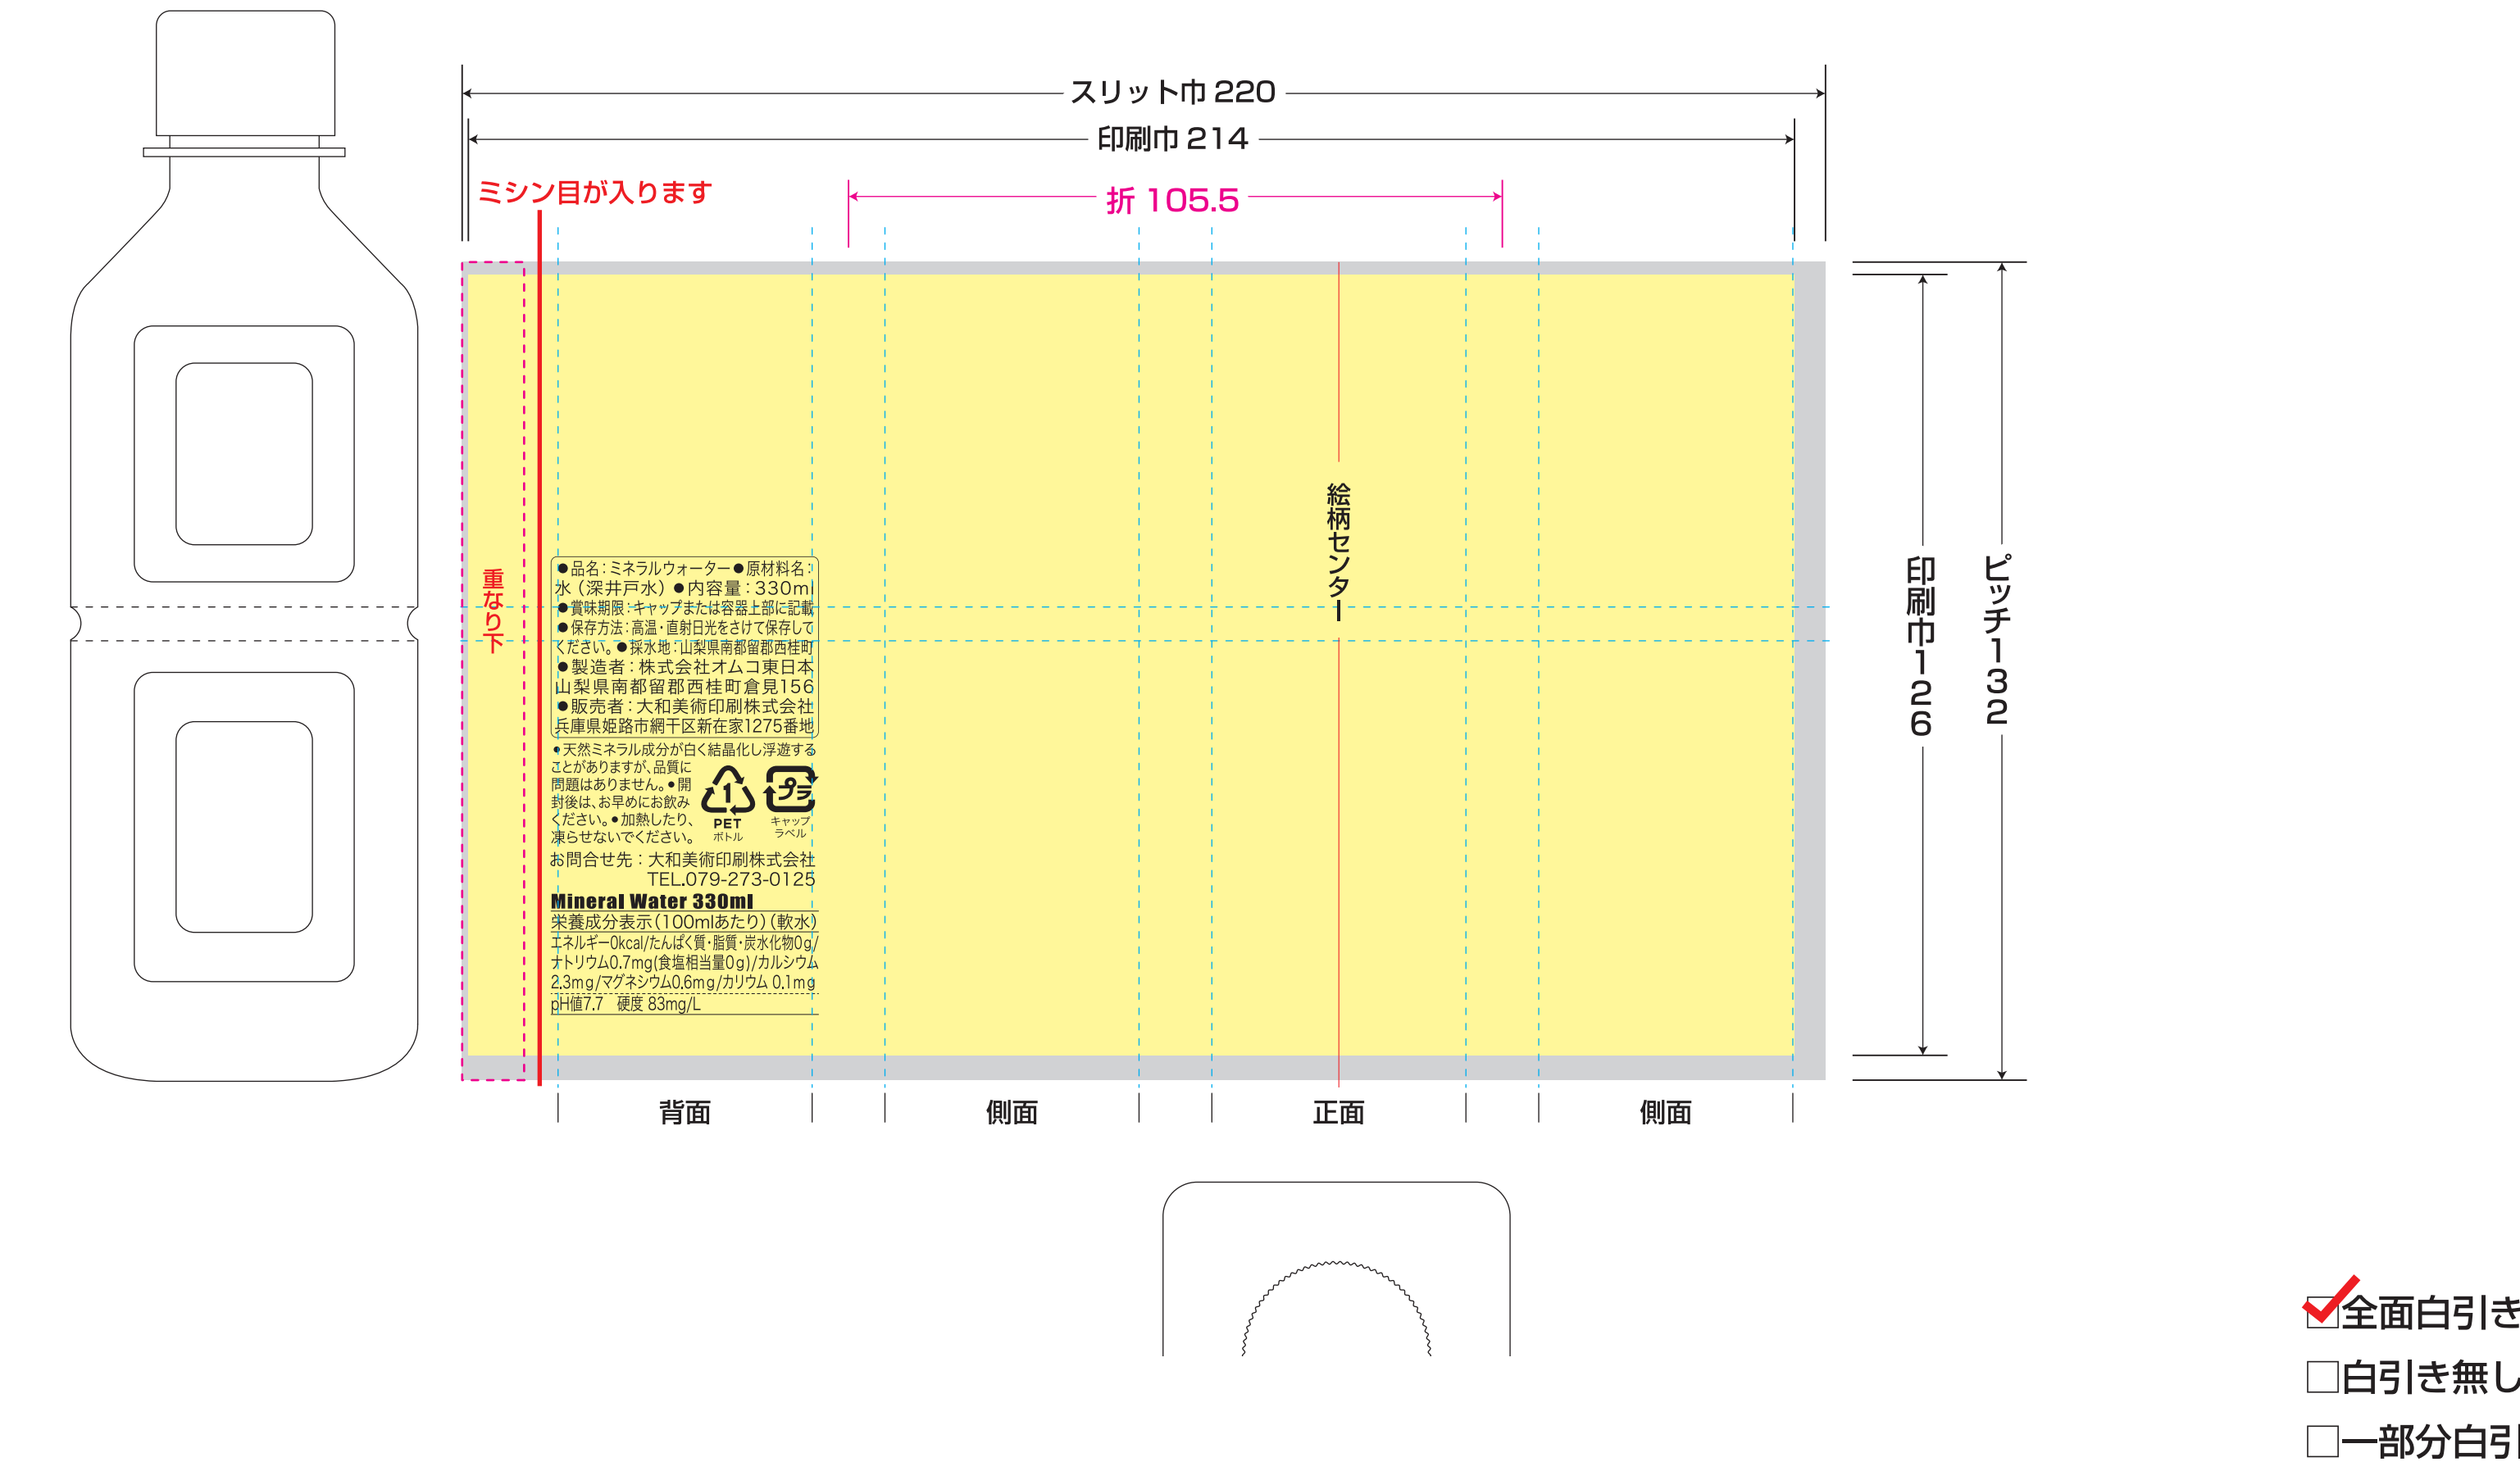 スリット巾 220
印刷巾 214
ミシン目が入ります
折 105.5
重なり下
絵柄センター
印刷巾126
ピッチ132
●品名：ミネラルウォーター●原材料名：
水（深井戸水）●内容量：330ml
●賞味期限：キャップまたは容器上部に記載
●保存方法：高温・直射日光をさけて保存して
ください。●採水地：山梨県南都留郡西桂町
●製造者：株式会社オムコ東日本
山梨県南都留郡西桂町倉見156
●販売者：大和美術印刷株式会社
兵庫県姫路市網干区新在家1275番地
●天然ミネラル成分が白く結晶化し浮遊する
ことがありますが、品質に
問題はありません。●開
封後は、お早めにお飲み
ください。●加熱したり、
凍らせないでください。
1
PET
ボトル
プラ
キャップ
ラベル
お問合せ先：大和美術印刷株式会社
TEL.079-273-0125
Mineral Water 330ml
栄養成分表示（100mlあたり）（軟水）
エネルギー0kcal/たんぱく質・脂質・炭水化物0g/
ナトリウム0.7mg(食塩相当量0g)/カルシウム
2.3mg/マグネシウム0.6mg/カリウム 0.1mg
pH値7.7　硬度 83mg/L
背面
側面
正面
側面
全面白引き
白引き無し
一部分白引